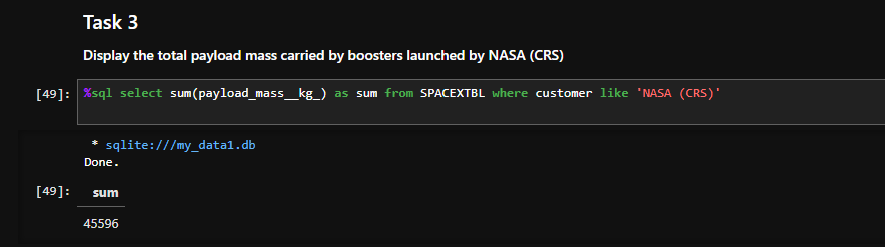 Task 3
Display the total payload mass carried by boosters launched by NASA (CRS)
[49]: %sql select sum(payload_mass__kg_) as sum from SPACEXTBL where customer like 'NASA (CRS)'
* sqlite:///my_data1.db
Done.
[49]: sum
45596